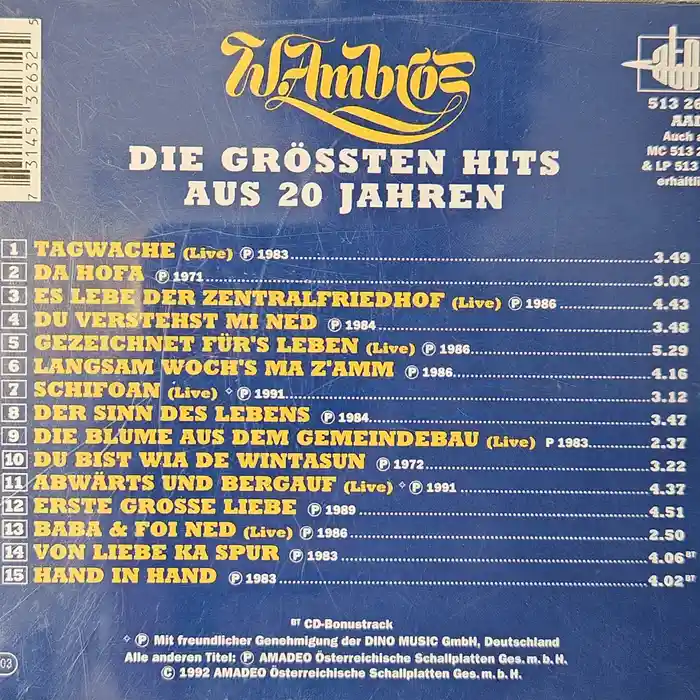 W. Ambros
DIE GRÖSSTEN HITS
AUS 20 JAHREN
7 31451 32632 5
513 26
Auch a
MC 513 2
& LP 513
erhältli
1 TAGWACHE (Live) Ⓟ 1983 3.49
2 DA HOFA Ⓟ 1971 3.03
3 ES LEBE DER ZENTRALFRIEDHOF (Live) Ⓟ 1986 4.43
4 DU VERSTEHST MI NED Ⓟ 1984 3.48
5 GEZEICHNET FÜR'S LEBEN (Live) Ⓟ 1986 5.29
6 LANGSAM WOCH'S MA Z'AMM Ⓟ 1986 4.16
7 SCHIFOAN (Live) ⬦ Ⓟ 1991 3.12
8 DER SINN DES LEBENS Ⓟ 1984 3.47
9 DIE BLUME AUS DEM GEMEINDEBAU (Live) P 1983 2.37
10 DU BIST WIA DE WINTASUN Ⓟ 1972 3.22
11 ABWÄRTS UND BERGAUF (Live) ⬦ Ⓟ 1991 4.37
12 ERSTE GROSSE LIEBE Ⓟ 1989 4.51
13 BABA & FOI NED (Live) Ⓟ 1986 2.50
14 VON LIEBE KA SPUR Ⓟ 1983 4.06 BT
15 HAND IN HAND Ⓟ 1983 4.02 BT
BT CD-Bonustrack
⬦ Ⓟ Mit freundlicher Genehmigung der DINO MUSIC GmbH, Deutschland
Alle anderen Titel: Ⓟ AMADEO Österreichische Schallplatten Ges. m. b. H.
© 1992 AMADEO Österreichische Schallplatten Ges. m. b. H.
03